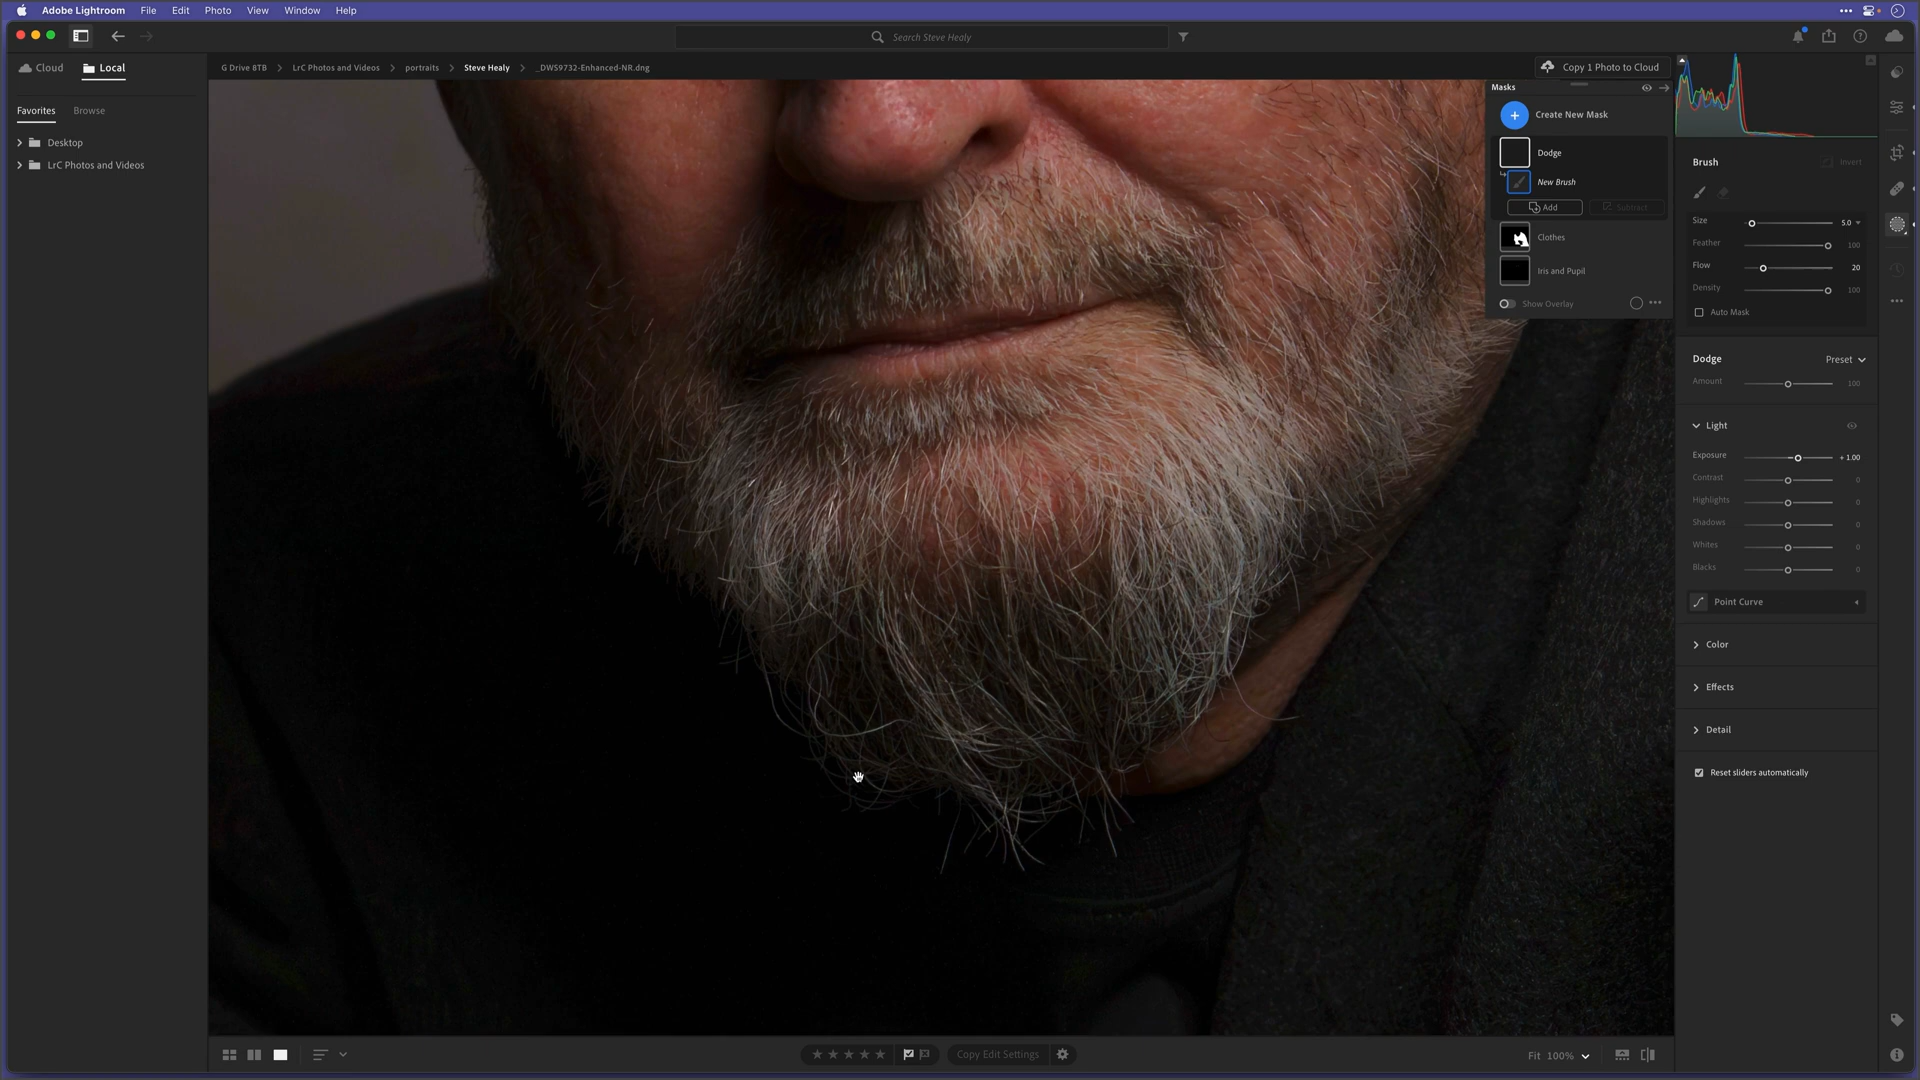 Adobe Lightroom File Edit Photo View Window Help
Search Steve Healy
Cloud Local
G Drive 8TB LrC Photos and Videos portraits Steve Healy _DWS9732-Enhanced-NR.dng
Copy 1 Photo to Cloud
Favorites Browse
Desktop
LrC Photos and Videos
Masks
Create New Mask
Dodge
New Brush
Add Subtract
Clothes
Iris and Pupil
Show Overlay
Brush Invert
Size 5.0
Feather 100
Flow 20
Density 100
Auto Mask
Dodge Preset
Amount 100
Light
Exposure + 1.00
Contrast 0
Highlights 0
Shadows 0
Whites 0
Blacks 0
Point Curve
Color
Effects
Detail
Reset sliders automatically
Copy Edit Settings
Fit 100%